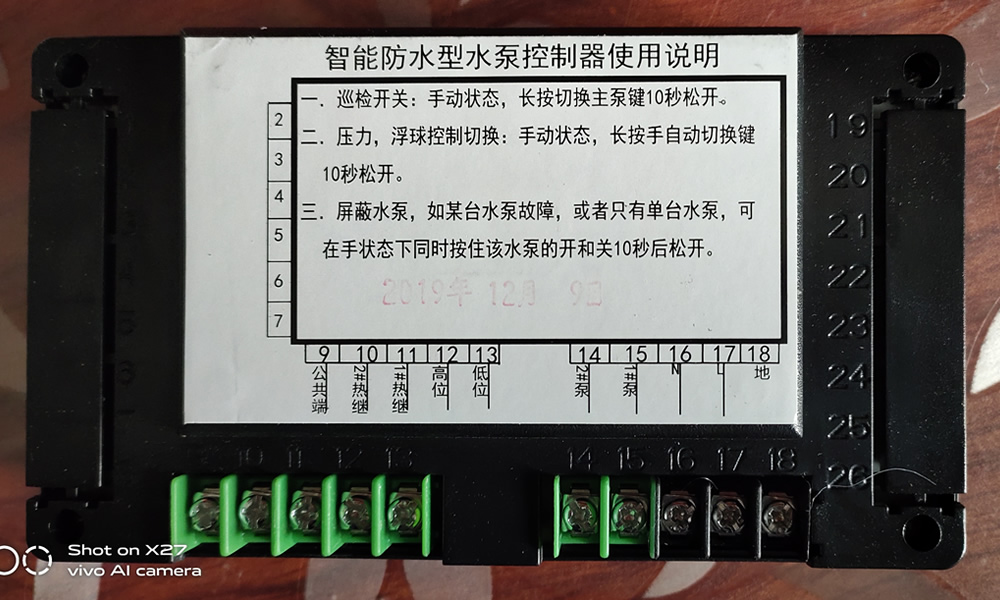 智能防水型水泵控制器使用说明
一．巡检开关：手动状态，长按切换主泵键10秒松开。
二．压力，浮球控制切换：手动状态，长按手自动切换键
10秒松开。
三．屏蔽水泵，如某台水泵故障，或者只有单台水泵，可
在手状态下同时按住该水泵的开和关10秒后松开。
2019年 12月 9日
2
3
4
5
6
7
9 10 11 12 13 14 15 16 17 18
公共端 2#热继 1#热继 高位 低位 2#泵 1#泵 N L 地
19
20
21
22
23
24
25
26
10 11 12 13 14 15 16 17 18
Shot on X27
vivo AI camera